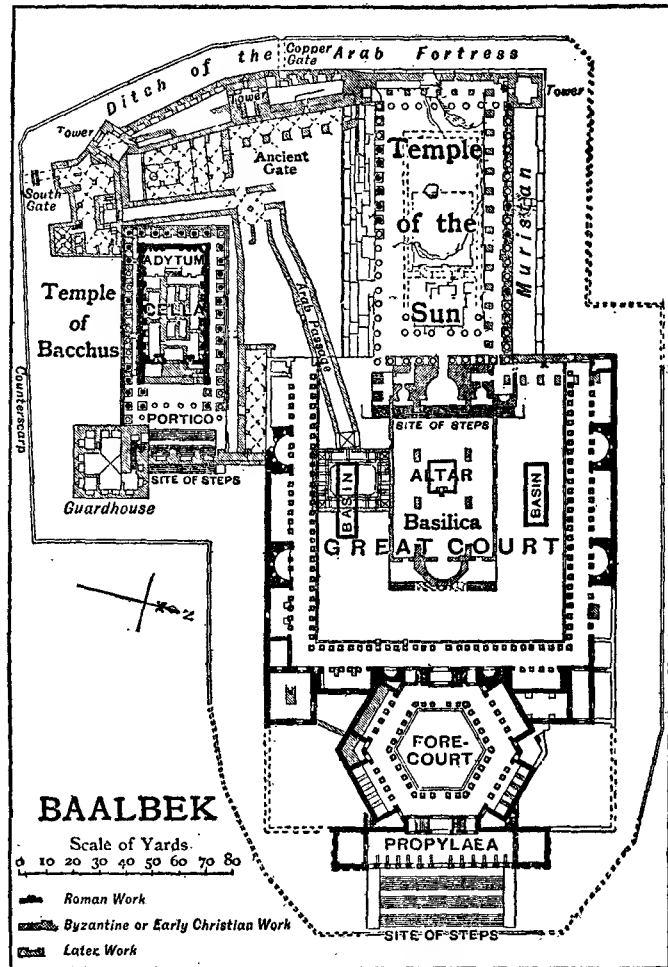 Ditch of the Arab Fortress
Copper
Gate
Tower
Tower
Tower
South
Gate
Ancient
Gate
Temple
of the
Sun
Muristan
ADYTUM
CELLA
Temple
of
Bacchus
Arab Passage
Counterscarp
PORTICO
SITE OF STEPS
Guardhouse
SITE OF STEPS
BASIN
ALTAR
BASIN
Basilica
GREAT COURT
N
FORE-
COURT
BAALBEK
Scale of Yards
0 10 20 30 40 50 60 70 80
PROPYLAEA
Roman Work
Byzantine or Early Christian Work
Later Work
SITE OF STEPS